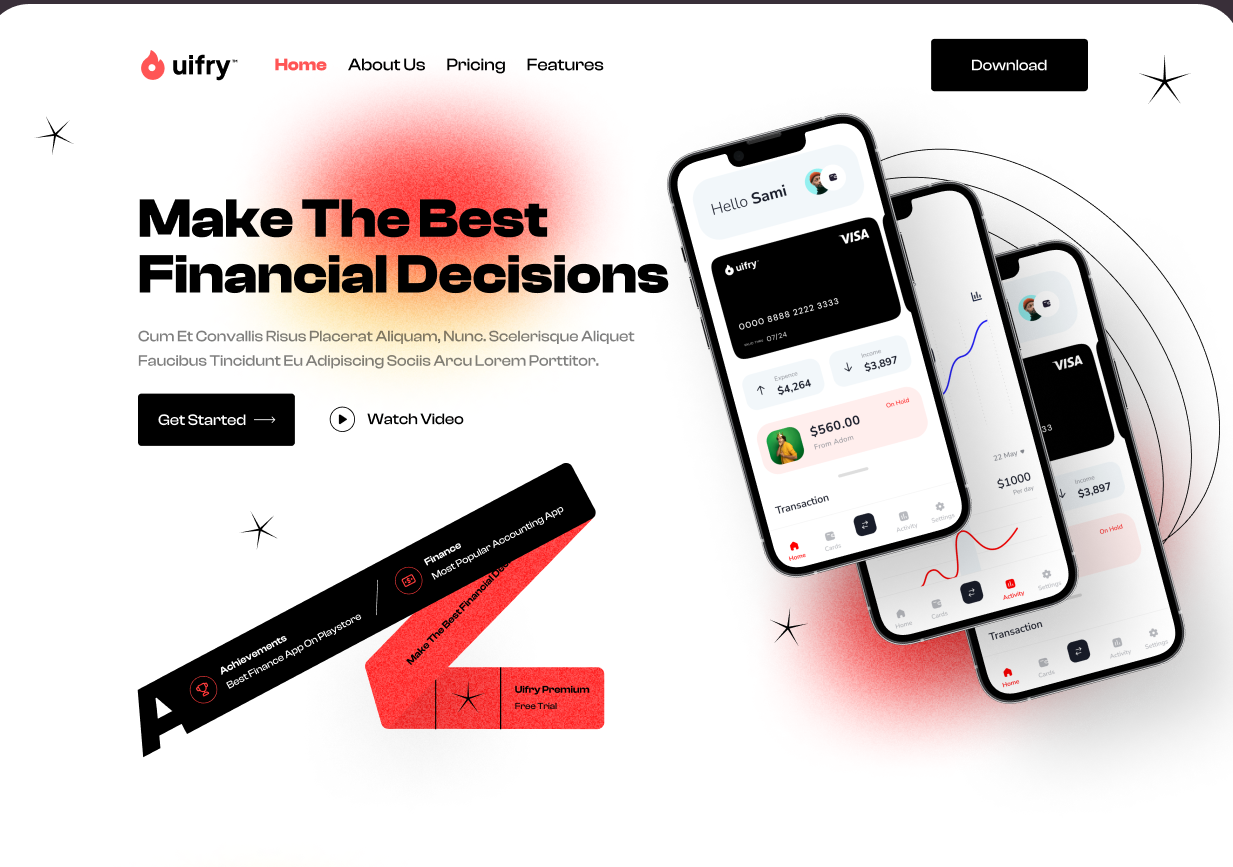 uifry™
Home
About Us
Pricing
Features
Download
Make The Best
Financial Decisions
Cum Et Convallis Risus Placerat Aliquam, Nunc. Scelerisque Aliquet
Faucibus Tincidunt Eu Adipiscing Sociis Arcu Lorem Porttitor.
Get Started
Watch Video
Hello Sami
VISA
uifry™
0000 8888 2222 3333
VALID THRU 07/24
Expence
$4,264
Income
$3,897
On Hold
$560.00
From Adom
Transaction
Home
Cards
Activity
Settings
22 May
$1000
Per day
Home
Cards
Activity
Settings
VISA
33
Income
$3,897
On Hold
Transaction
Home
Cards
Activity
Settings
Achievements
Best Finance App On Playstore
Finance
Most Popular Accounting App
Make The Best Financial
Uifry Premium
Free Trial